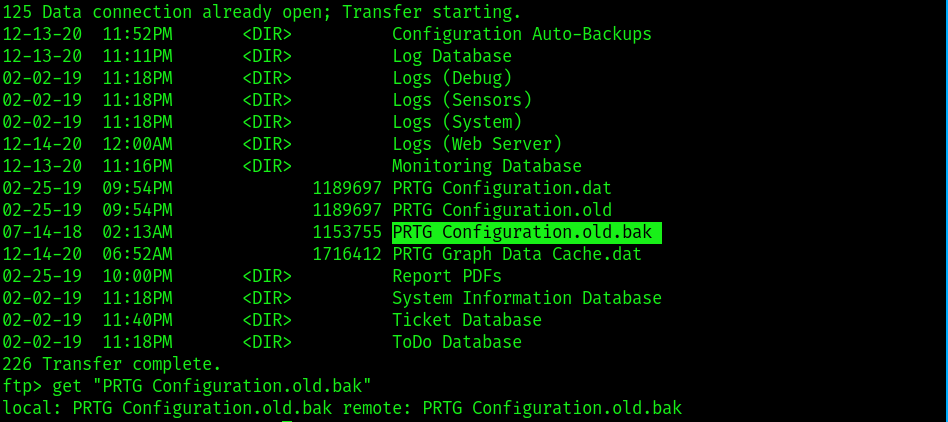 125 Data connection already open; Transfer starting.
12-13-20  11:52PM       <DIR>          Configuration Auto-Backups
12-13-20  11:11PM       <DIR>          Log Database
02-02-19  11:18PM       <DIR>          Logs (Debug)
02-02-19  11:18PM       <DIR>          Logs (Sensors)
02-02-19  11:18PM       <DIR>          Logs (System)
12-14-20  12:00AM       <DIR>          Logs (Web Server)
12-13-20  11:16PM       <DIR>          Monitoring Database
02-25-19  09:54PM              1189697 PRTG Configuration.dat
02-25-19  09:54PM              1189697 PRTG Configuration.old
07-14-18  02:13AM              1153755 PRTG Configuration.old.bak
12-14-20  06:52AM              1716412 PRTG Graph Data Cache.dat
02-25-19  10:00PM       <DIR>          Report PDFs
02-02-19  11:18PM       <DIR>          System Information Database
02-02-19  11:40PM       <DIR>          Ticket Database
02-02-19  11:18PM       <DIR>          ToDo Database
226 Transfer complete.
ftp> get "PRTG Configuration.old.bak"
local: PRTG Configuration.old.bak remote: PRTG Configuration.old.bak